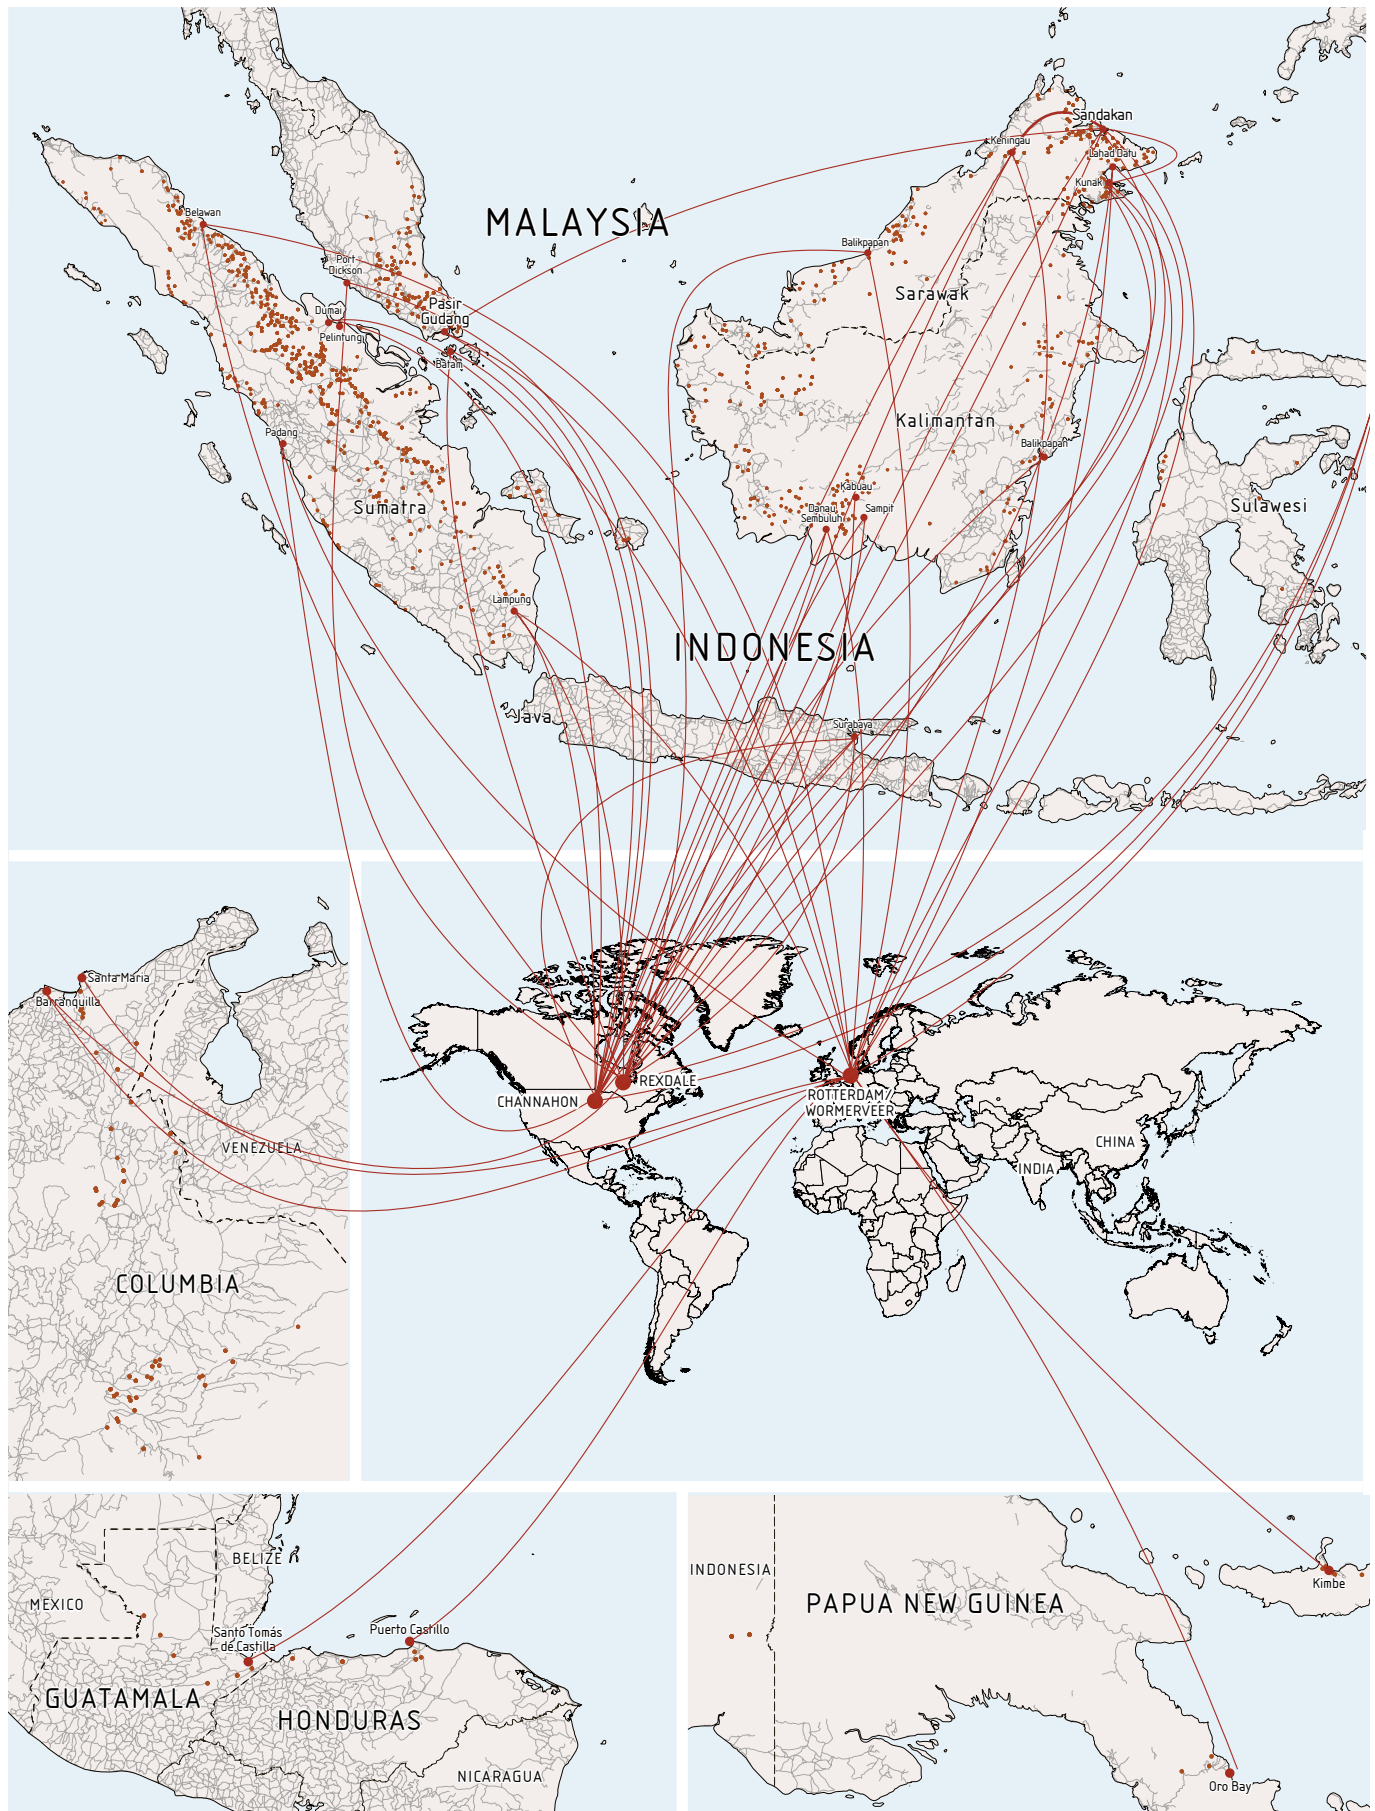 Sandakan
Keningau
Lahad Datu
Kunak
Belawan
MALAYSIA
Balikpapan
Port
Dickson
Sarawak
Pasir
Gudang
Dumai
Pelintung
Batam
Kalimantan
Padang
Balikpapan
Kabuau
Sumatra
Danau
Sembuluh
Sampit
Sulawesi
Lampung
INDONESIA
Java
Surabaya
Santa Maria
Barranquilla
VENEZUELA
COLUMBIA
REXDALE
CHANNAHON
ROTTERDAM/
WORMERVEER
CHINA
INDIA
BELIZE
MEXICO
Santo Tomás
de Castilla
Puerto Castillo
GUATAMALA
HONDURAS
NICARAGUA
INDONESIA
PAPUA NEW GUINEA
Kimbe
Oro Bay